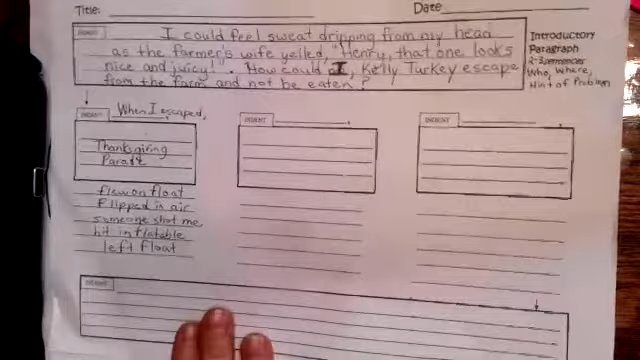 Title:
Date
INDENT
I could feel sweat dripping from my head
as the farmer's wife yelled, "Henry, that one looks
nice and juicy!". How could I, Kelly Turkey escape
from the farm and not be eaten?
Introductory
Paragraph
2-3 sentences
Who, Where,
Hint of Problem
INDENT
When I escaped,
Thanksgiving
Parade
flew on float
Flipped in air
someone shot me
hit inflatable
left float
INDENT
INDENT
INDENT